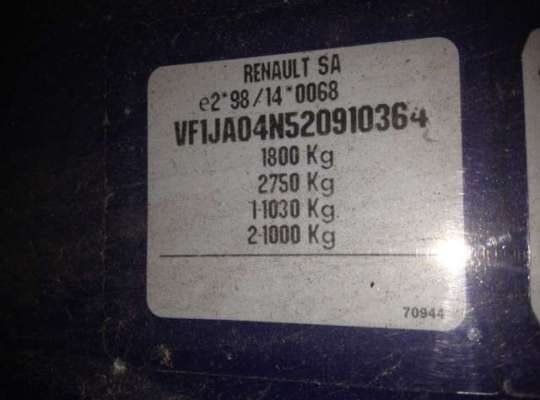 RENAULT SA
e2*98/14*0068
VF1JA04N520910364
1800 Kg
2750 Kg
1-1030 Kg
2-1000 Kg
70944